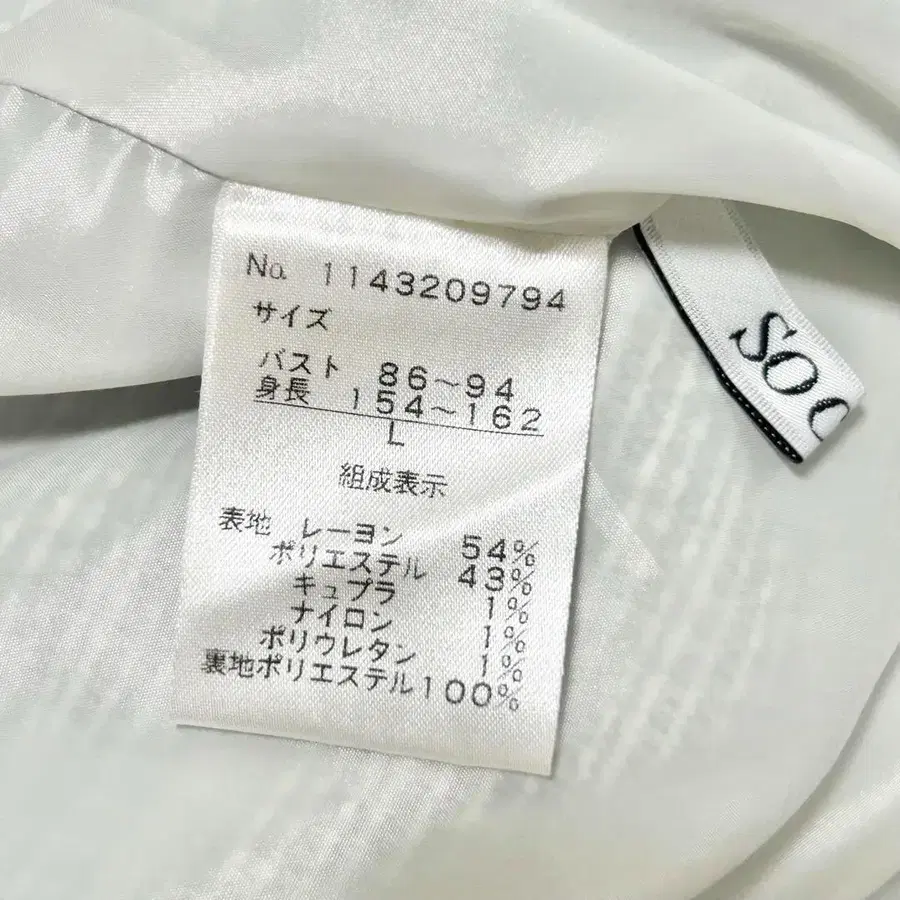 No. 1143209794
サイズ
バスト 86～94
身長 154～162
L
組成表示
表地 レーヨン 54%
ポリエステル 43%
キュプラ 1%
ナイロン 1%
ポリウレタン 1%
裏地ポリエステル100%
SO